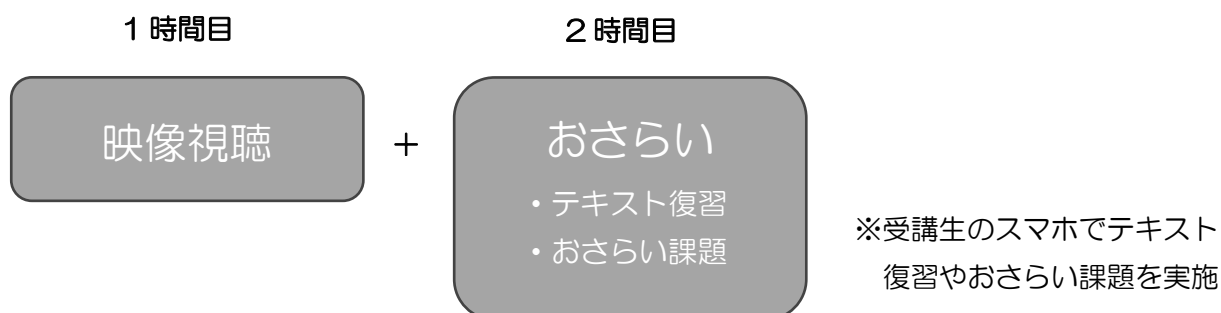 １時間目
２時間目
映像視聴
＋
おさらい
・テキスト復習
・おさらい課題
※受講生のスマホでテキスト
復習やおさらい課題を実施